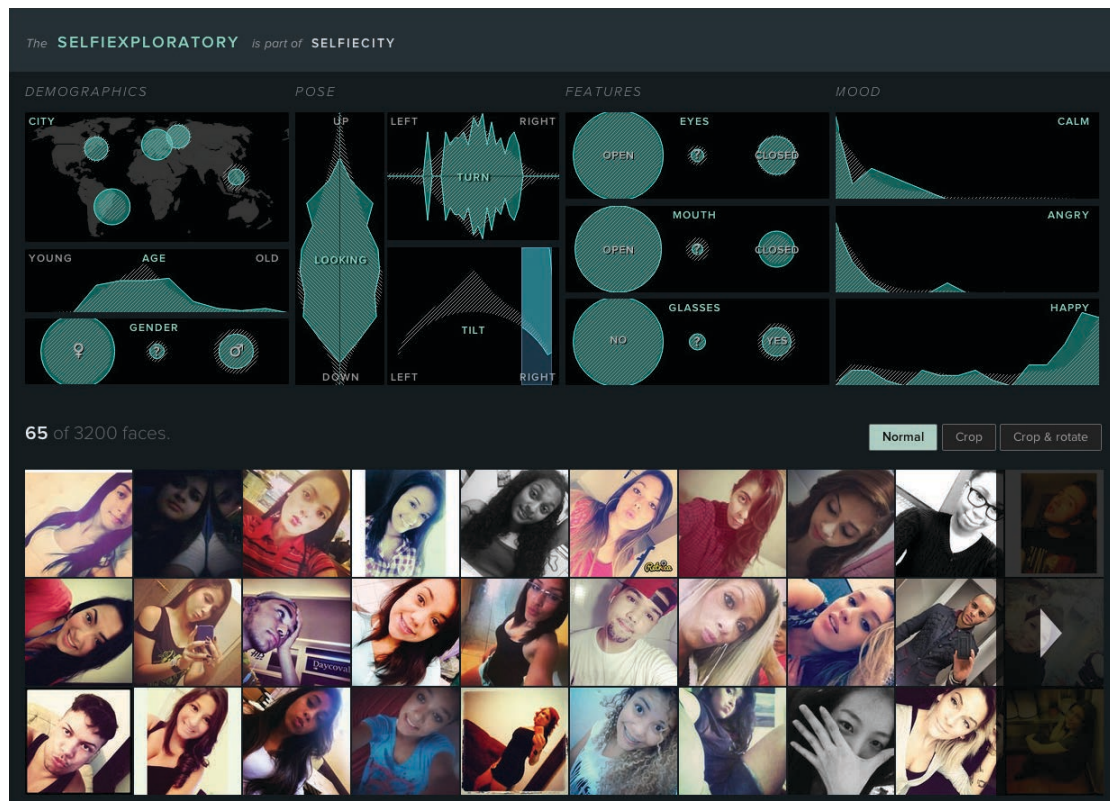 The SELFIEXPLORATORY is part of SELFIECITY
DEMOGRAPHICS
POSE
FEATURES
MOOD
CITY
YOUNG
AGE
OLD
GENDER
♀
?
♂
UP
LOOKING
DOWN
LEFT
RIGHT
TURN
TILT
LEFT
RIGHT
EYES
OPEN
?
CLOSED
MOUTH
OPEN
?
CLOSED
GLASSES
NO
?
YES
CALM
ANGRY
HAPPY
65 of 3200 faces.
Normal
Crop
Crop & rotate
Retrica
Daycoval